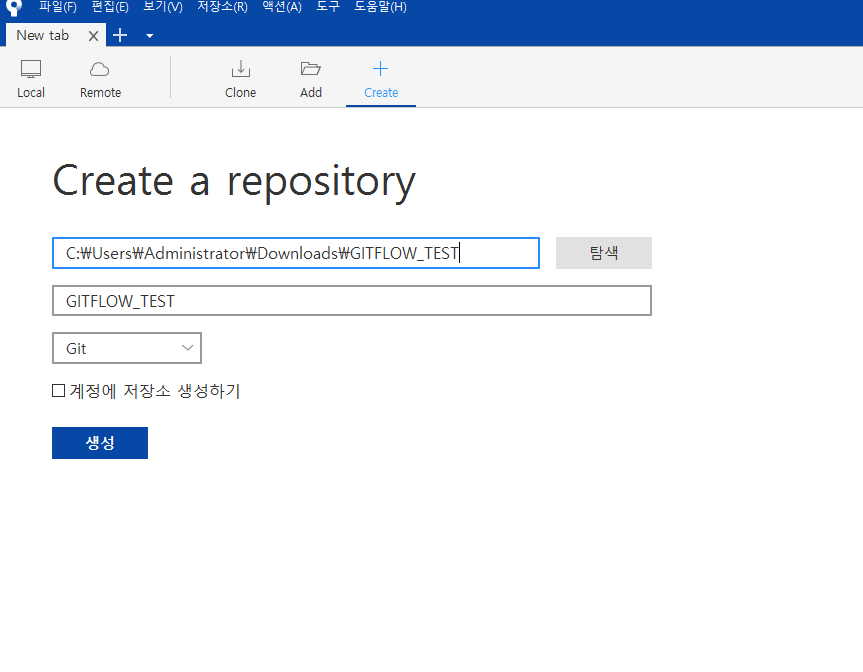 파일(F) 편집(E) 보기(V) 저장소(R) 액션(A) 도구 도움말(H)
New tab
Local Remote Clone Add Create
Create a repository
C:₩Users₩Administrator₩Downloads₩GITFLOW_TEST 탐색
GITFLOW_TEST
Git
계정에 저장소 생성하기
생성